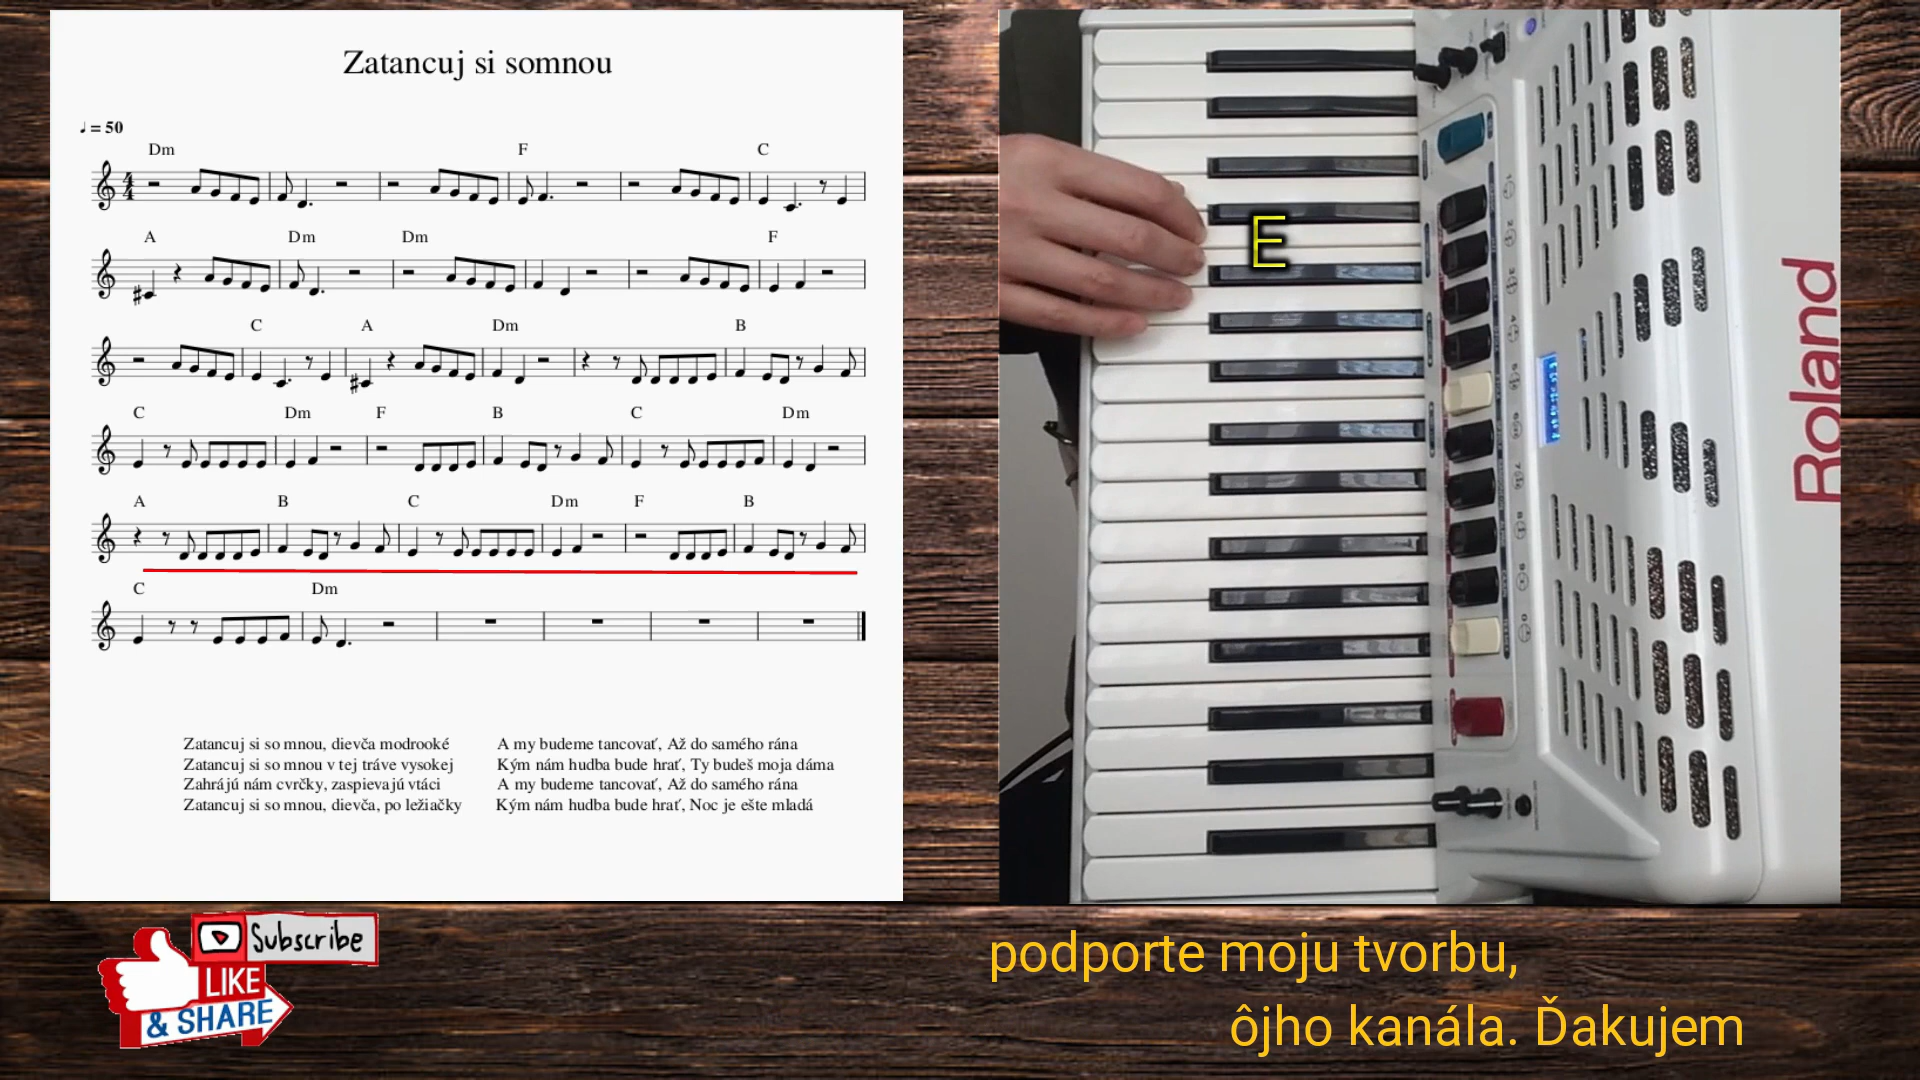 Zatancuj si somnou
♩ = 50
Dm F C
A Dm Dm F
C A Dm B
C Dm F B C Dm
A B C Dm F B
C Dm
Zatancuj si so mnou, dievča modrooké
Zatancuj si so mnou v tej tráve vysokej
Zahrájú nám cvrčky, zaspievajú vtáci
Zatancuj si so mnou, dievča, po ležiačky
A my budeme tancovať, Až do samého rána
Kým nám hudba bude hrať, Ty budeš moja dáma
A my budeme tancovať, Až do samého rána
Kým nám hudba bude hrať, Noc je ešte mladá
E
Roland
Subscribe
LIKE
& SHARE
podporte moju tvorbu,
ôjho kanála. Ďakujem